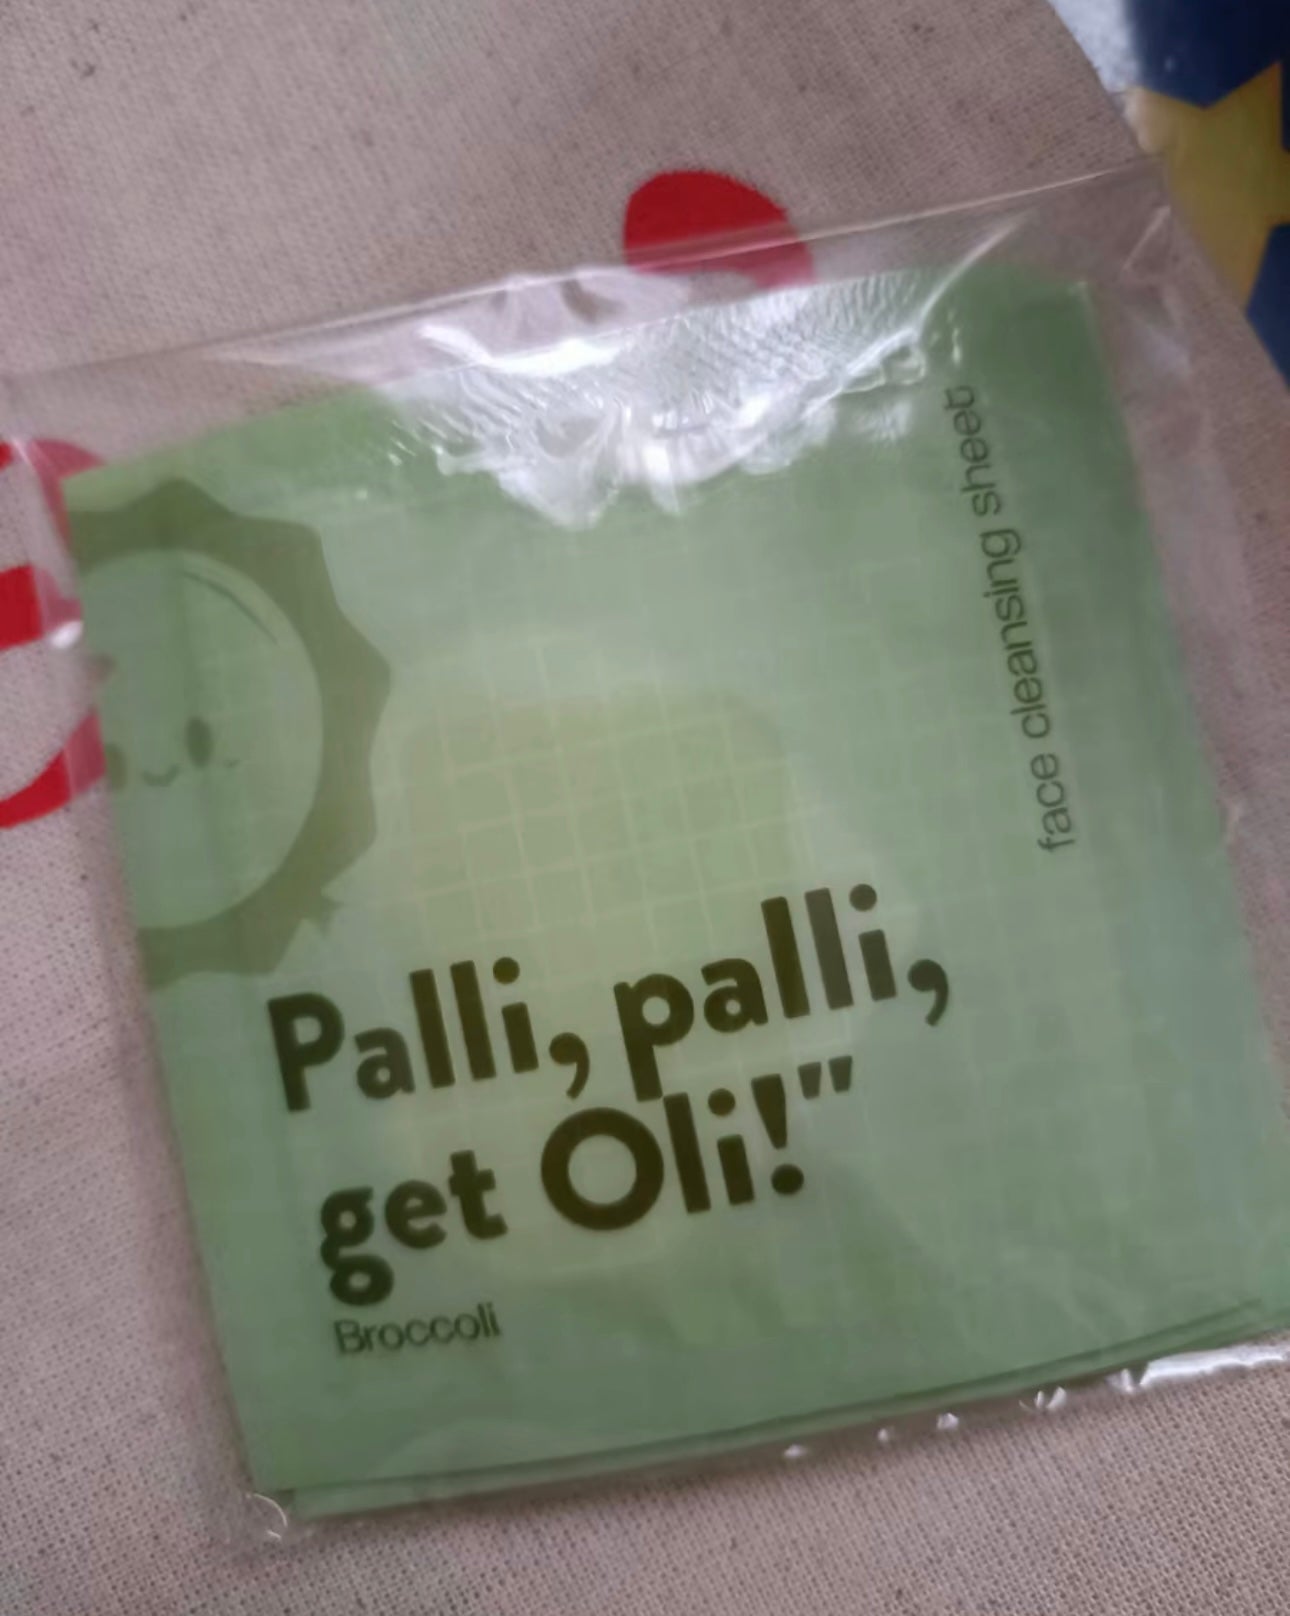 face cleansing sheet
Palli, palli,
get Oli!"
Broccoli